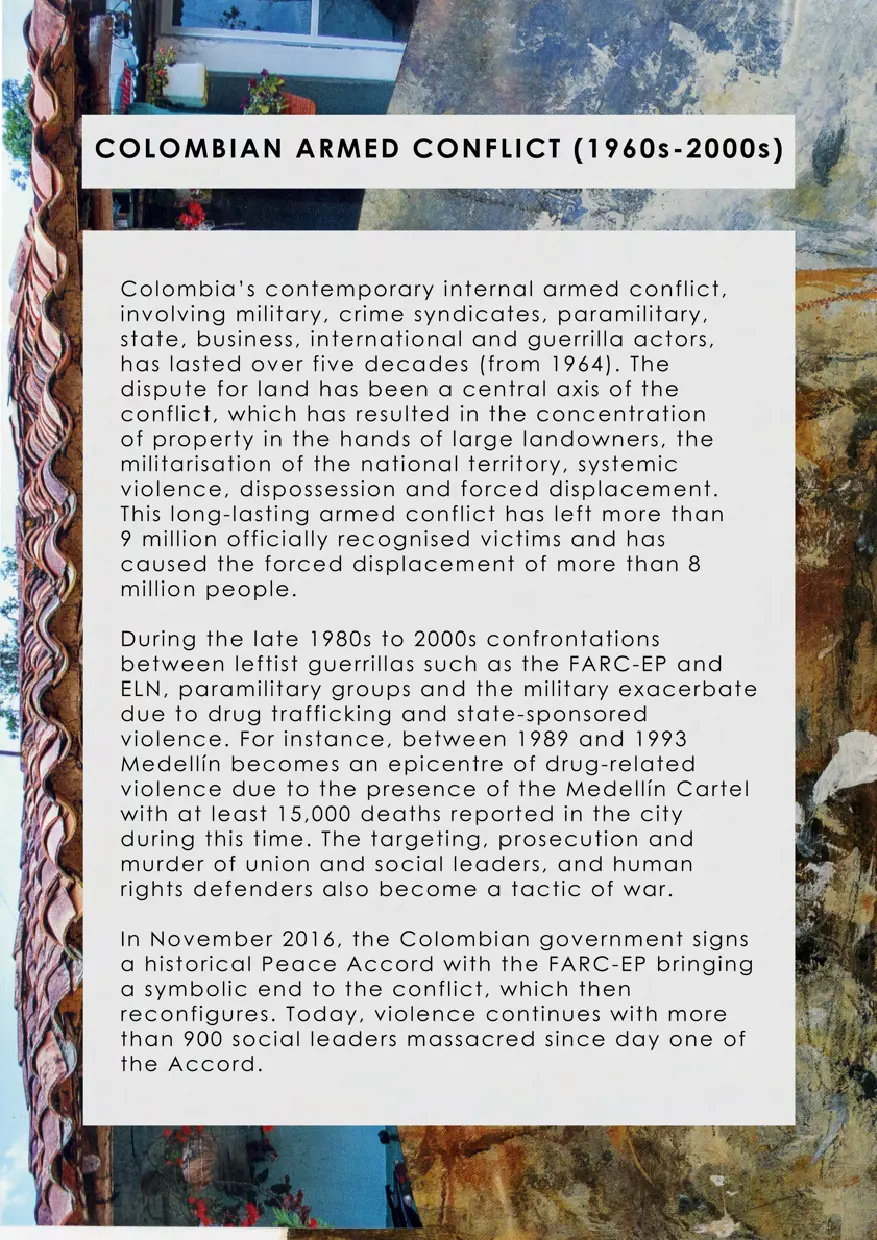 COLOMBIAN ARMED CONFLICT (1960s-2000s)
Colombia's contemporary internal armed conflict,
involving military, crime syndicates, paramilitary,
state, business, international and guerrilla actors,
has lasted over five decades (from 1964). The
dispute for land has been a central axis of the
conflict, which has resulted in the concentration
of property in the hands of large landowners, the
militarisation of the national territory, systemic
violence, dispossession and forced displacement.
This long-lasting armed conflict has left more than
9 million officially recognised victims and has
caused the forced displacement of more than 8
million people.
During the late 1980s to 2000s confrontations
between leftist guerrillas such as the FARC-EP and
ELN, paramilitary groups and the military exacerbate
due to drug trafficking and state-sponsored
violence. For instance, between 1989 and 1993
Medellín becomes an epicentre of drug-related
violence due to the presence of the Medellín Cartel
with at least 15,000 deaths reported in the city
during this time. The targeting, prosecution and
murder of union and social leaders, and human
rights defenders also become a tactic of war.
In November 2016, the Colombian government signs
a historical Peace Accord with the FARC-EP bringing
a symbolic end to the conflict, which then
reconfigures. Today, violence continues with more
than 900 social leaders massacred since day one of
the Accord.